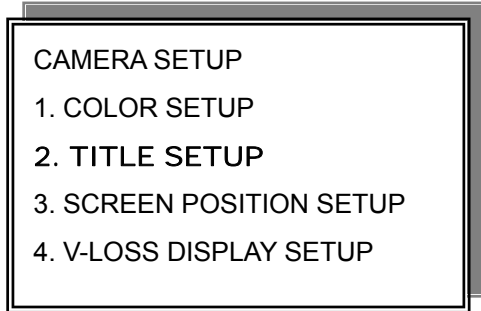 CAMERA SETUP
1. COLOR SETUP
2. TITLE SETUP
3. SCREEN POSITION SETUP
4. V-LOSS DISPLAY SETUP